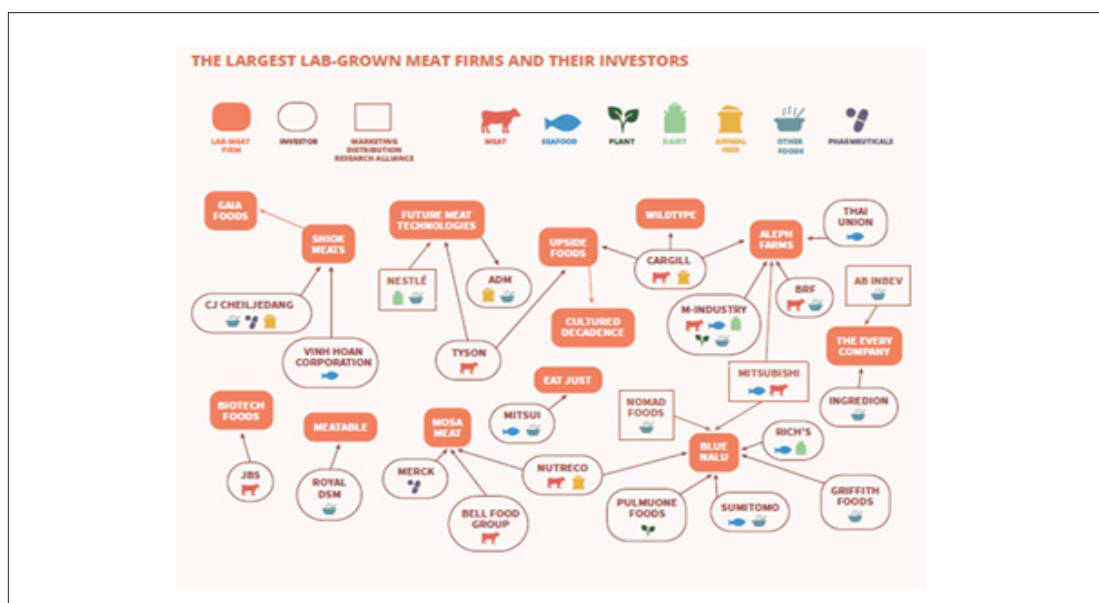 THE LARGEST LAB-GROWN MEAT FIRMS AND THEIR INVESTORS
LAB-MEAT
FIRM
INVESTOR
MARKETING
DISTRIBUTION
RESEARCH ALLIANCE
MEAT
SEAFOOD
PLANT
DAIRY
ANIMAL
FEED
OTHER
FOODS
PHARMEUTICALS
GAIA
FOODS
SHIOK
MEATS
FUTURE MEAT
TECHNOLOGIES
UPSIDE
FOODS
WILDTYPE
ALEPH
FARMS
THAI
UNION
NESTLÉ
ADM
CARGILL
BRF
AB INBEV
CJ CHEILJEDANG
M-INDUSTRY
CULTURED
DECADENCE
THE EVERY
COMPANY
VINH HOAN
CORPORATION
TYSON
MITSUBISHI
EAT JUST
BIOTECH
FOODS
MEATABLE
MOSA
MEAT
MITSUI
NOMAD
FOODS
INGREDION
BLUE
NALU
RICH'S
JBS
ROYAL
DSM
MERCK
NUTRECO
BELL FOOD
GROUP
PULMUONE
FOODS
SUMITOMO
GRIFFITH
FOODS